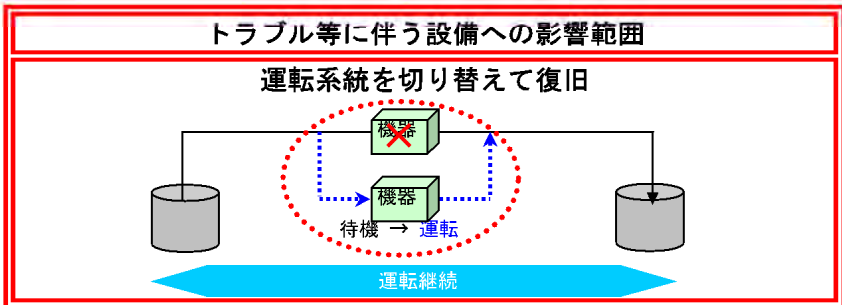 トラブル等に伴う設備への影響範囲
運転系統を切り替えて復旧
機器
機器
待機 → 運転
運転継続